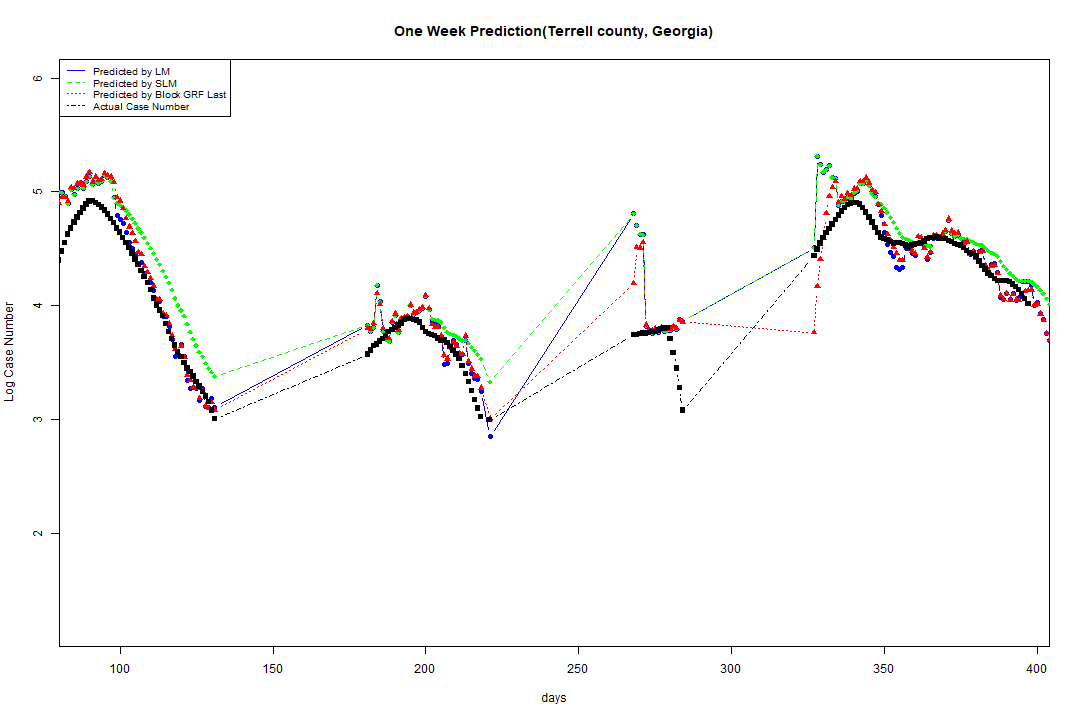 One Week Prediction(Terrell county, Georgia)
Predicted by LM
Predicted by SLM
Predicted by Block GRF Last
Actual Case Number
6
5
4
3
2
Log Case Number
100 150 200 250 300 350 400
days